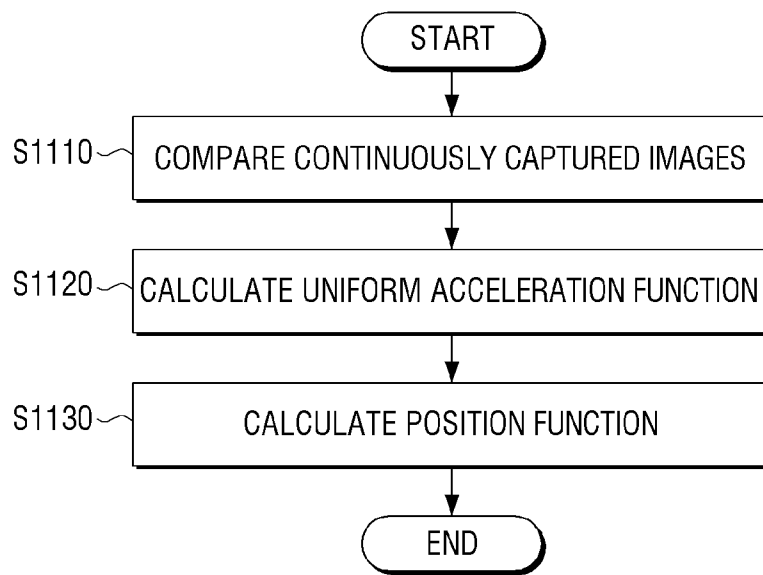 START
S1110 COMPARE CONTINUOUSLY CAPTURED IMAGES
S1120 CALCULATE UNIFORM ACCELERATION FUNCTION
S1130 CALCULATE POSITION FUNCTION
END